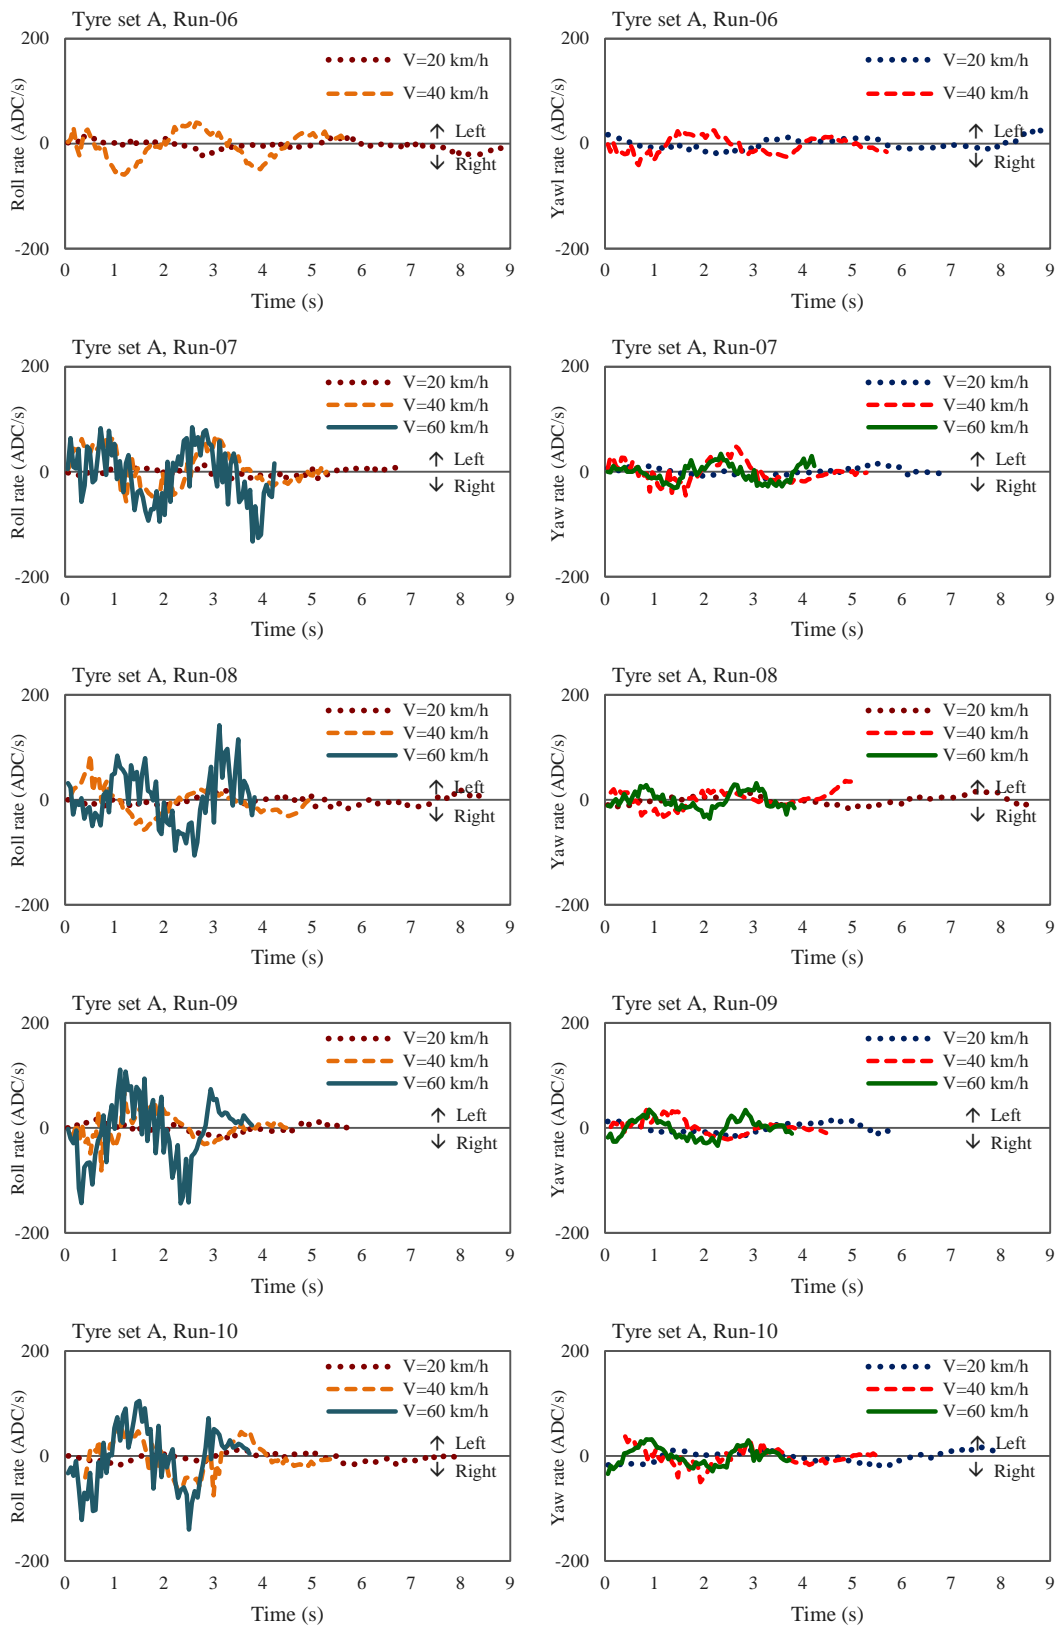 Tyre set A, Run-06
200
0
-200
Roll rate (ADC/s)
V=20 km/h
V=40 km/h
↑ Left
↓ Right
0 1 2 3 4 5 6 7 8 9
Time (s)
Tyre set A, Run-06
200
0
-200
Yawl rate (ADC/s)
V=20 km/h
V=40 km/h
↑ Left
↓ Right
0 1 2 3 4 5 6 7 8 9
Time (s)
Tyre set A, Run-07
200
0
-200
Roll rate (ADC/s)
V=20 km/h
V=40 km/h
V=60 km/h
↑ Left
↓ Right
0 1 2 3 4 5 6 7 8 9
Time (s)
Tyre set A, Run-07
200
0
-200
Yaw rate (ADC/s)
V=20 km/h
V=40 km/h
V=60 km/h
↑ Left
↓ Right
0 1 2 3 4 5 6 7 8 9
Time (s)
Tyre set A, Run-08
200
0
-200
Roll rate (ADC/s)
V=20 km/h
V=40 km/h
V=60 km/h
↑ Left
↓ Right
0 1 2 3 4 5 6 7 8 9
Time (s)
Tyre set A, Run-08
200
0
-200
Yaw rate (ADC/s)
V=20 km/h
V=40 km/h
V=60 km/h
↑ Left
↓ Right
0 1 2 3 4 5 6 7 8 9
Time (s)
Tyre set A, Run-09
200
0
-200
Roll rate (ADC/s)
V=20 km/h
V=40 km/h
V=60 km/h
↑ Left
↓ Right
0 1 2 3 4 5 6 7 8 9
Time (s)
Tyre set A, Run-09
200
0
-200
Yaw rate (ADC/s)
V=20 km/h
V=40 km/h
V=60 km/h
↑ Left
↓ Right
0 1 2 3 4 5 6 7 8 9
Time (s)
Tyre set A, Run-10
200
0
-200
Roll rate (ADC/s)
V=20 km/h
V=40 km/h
V=60 km/h
↑ Left
↓ Right
0 1 2 3 4 5 6 7 8 9
Time (s)
Tyre set A, Run-10
200
0
-200
Yaw rate (ADC/s)
V=20 km/h
V=40 km/h
V=60 km/h
↑ Left
↓ Right
0 1 2 3 4 5 6 7 8 9
Time (s)